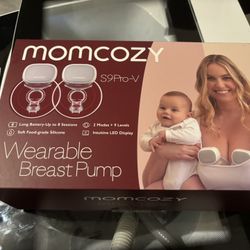 momcozy
S9Pro-V
Long Battery-Up to 8 Sessions
2 Modes + 9 Levels
Soft Food-grade Silicone
Intuitive LED Display
Wearable
Breast Pump
momcozy